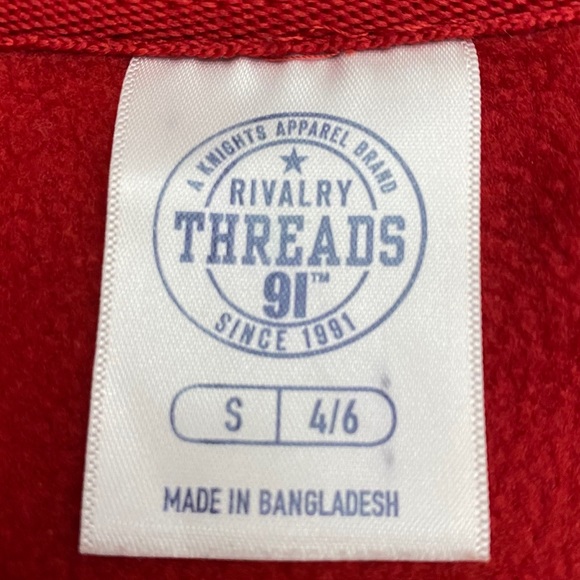 A KNIGHTS APPAREL BRAND
RIVALRY
THREADS
91™
SINCE 1991
S 4/6
MADE IN BANGLADESH